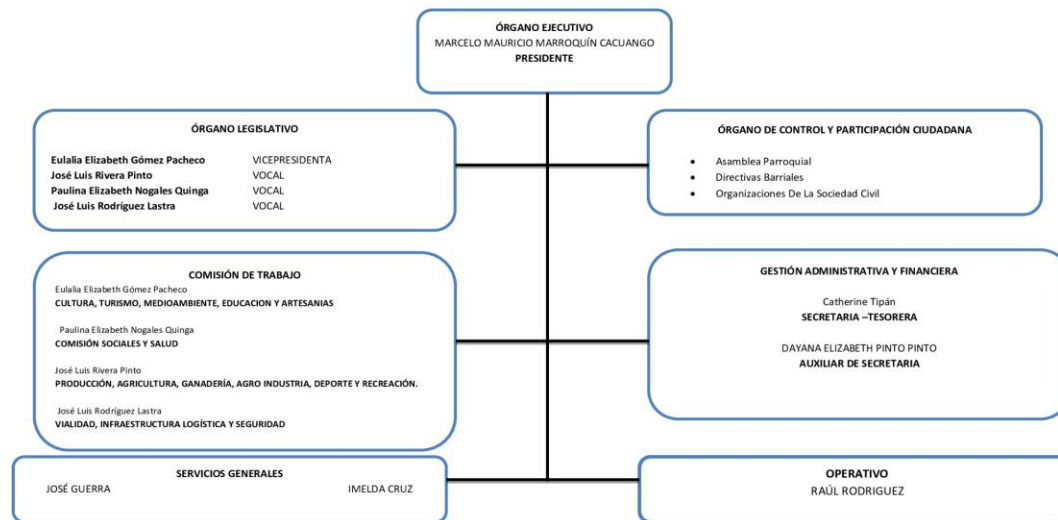 ÓRGANO EJECUTIVO
MARCELO MAURICIO MARROQUÍN CACUANGO
PRESIDENTE
ÓRGANO LEGISLATIVO
Eulalia Elizabeth Gómez Pacheco VICEPRESIDENTA
José Luis Rivera Pinto VOCAL
Paulina Elizabeth Nogales Quinga VOCAL
José Luis Rodríguez Lastra VOCAL
ÓRGANO DE CONTROL Y PARTICIPACIÓN CIUDADANA
• Asamblea Parroquial
• Directivas Barriales
• Organizaciones De La Sociedad Civil
COMISIÓN DE TRABAJO
Eulalia Elizabeth Gómez Pacheco
CULTURA, TURISMO, MEDIOAMBIENTE, EDUCACION Y ARTESANIAS
Paulina Elizabeth Nogales Quinga
COMISIÓN SOCIALES Y SALUD
José Luis Rivera Pinto
PRODUCCIÓN, AGRICULTURA, GANADERÍA, AGRO INDUSTRIA, DEPORTE Y RECREACIÓN.
José Luis Rodríguez Lastra
VIALIDAD, INFRAESTRUCTURA LOGÍSTICA Y SEGURIDAD
GESTIÓN ADMINISTRATIVA Y FINANCIERA
Catherine Tipán
SECRETARIA –TESORERA
DAYANA ELIZABETH PINTO PINTO
AUXILIAR DE SECRETARIA
SERVICIOS GENERALES
JOSÉ GUERRA IMELDA CRUZ
OPERATIVO
RAÚL RODRIGUEZ